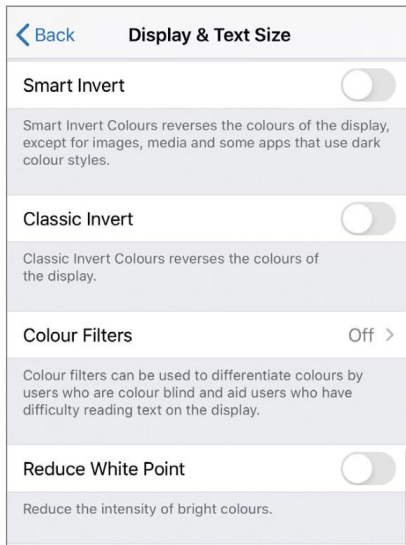 Back Display & Text Size
Smart Invert
Smart Invert Colours reverses the colours of the display,
except for images, media and some apps that use dark
colour styles.
Classic Invert
Classic Invert Colours reverses the colours of
the display.
Colour Filters Off
Colour filters can be used to differentiate colours by
users who are colour blind and aid users who have
difficulty reading text on the display.
Reduce White Point
Reduce the intensity of bright colours.